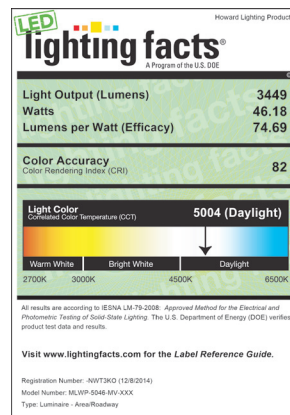 Howard Lighting Product
LED
lighting facts®
A Program of the U.S. DOE
Light Output (Lumens) 3449
Watts 46.18
Lumens per Watt (Efficacy) 74.69
Color Accuracy 82
Color Rendering Index (CRI)
Light Color 5004 (Daylight)
Correlated Color Temperature (CCT)
Warm White Bright White Daylight
2700K 3000K 4500K 6500K
All results are according to IESNA LM-79-2008: Approved Method for the Electrical and
Photometric Testing of Solid-State Lighting. The U.S. Department of Energy (DOE) verifies
product test data and results.
Visit www.lightingfacts.com for the Label Reference Guide.
Registration Number: -NWT3KO (12/8/2014)
Model Number: MLWP-5046-MV-XXX
Type: Luminaire - Area/Roadway